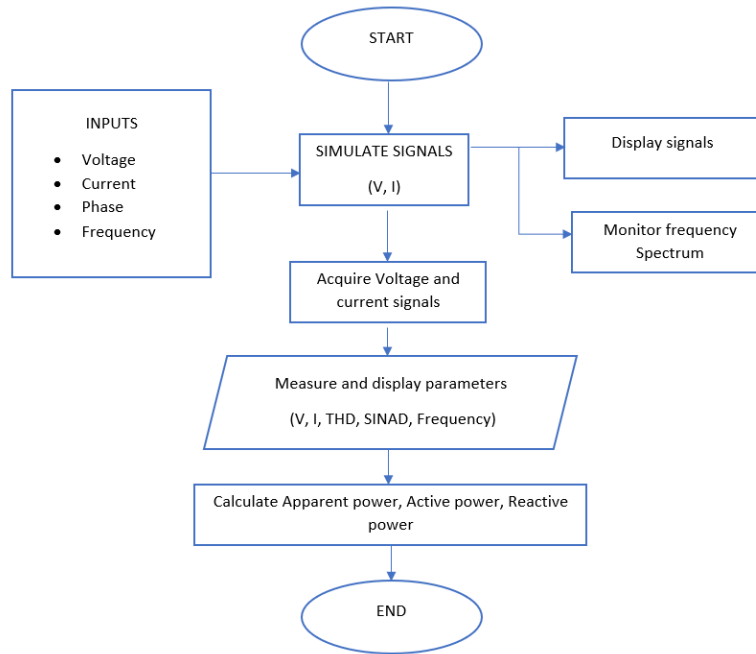 START
INPUTS
• Voltage
• Current
• Phase
• Frequency
SIMULATE SIGNALS
(V, I)
Display signals
Monitor frequency
Spectrum
Acquire Voltage and
current signals
Measure and display parameters
(V, I, THD, SINAD, Frequency)
Calculate Apparent power, Active power, Reactive
power
END